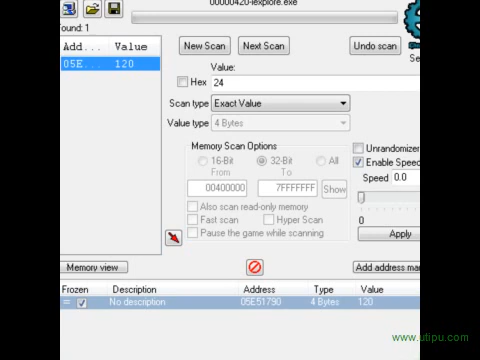 00000420-iexplore.exe
Found: 1
Add... Value
05E... 120
New Scan Next Scan Undo scan
Value:
Hex 24
Scan type Exact Value
Value type 4 Bytes
Memory Scan Options
16-Bit 32-Bit All
From To
00400000 7FFFFFFF Show
Also scan read-only memory
Fast scan Hyper Scan
Pause the game while scanning
Unrandomizer
Enable Speed
Speed 0.0
0
Apply
Memory view Add address ma
Frozen Description Address Type Value
= No description 05E51790 4 Bytes 120
www.utipu.com